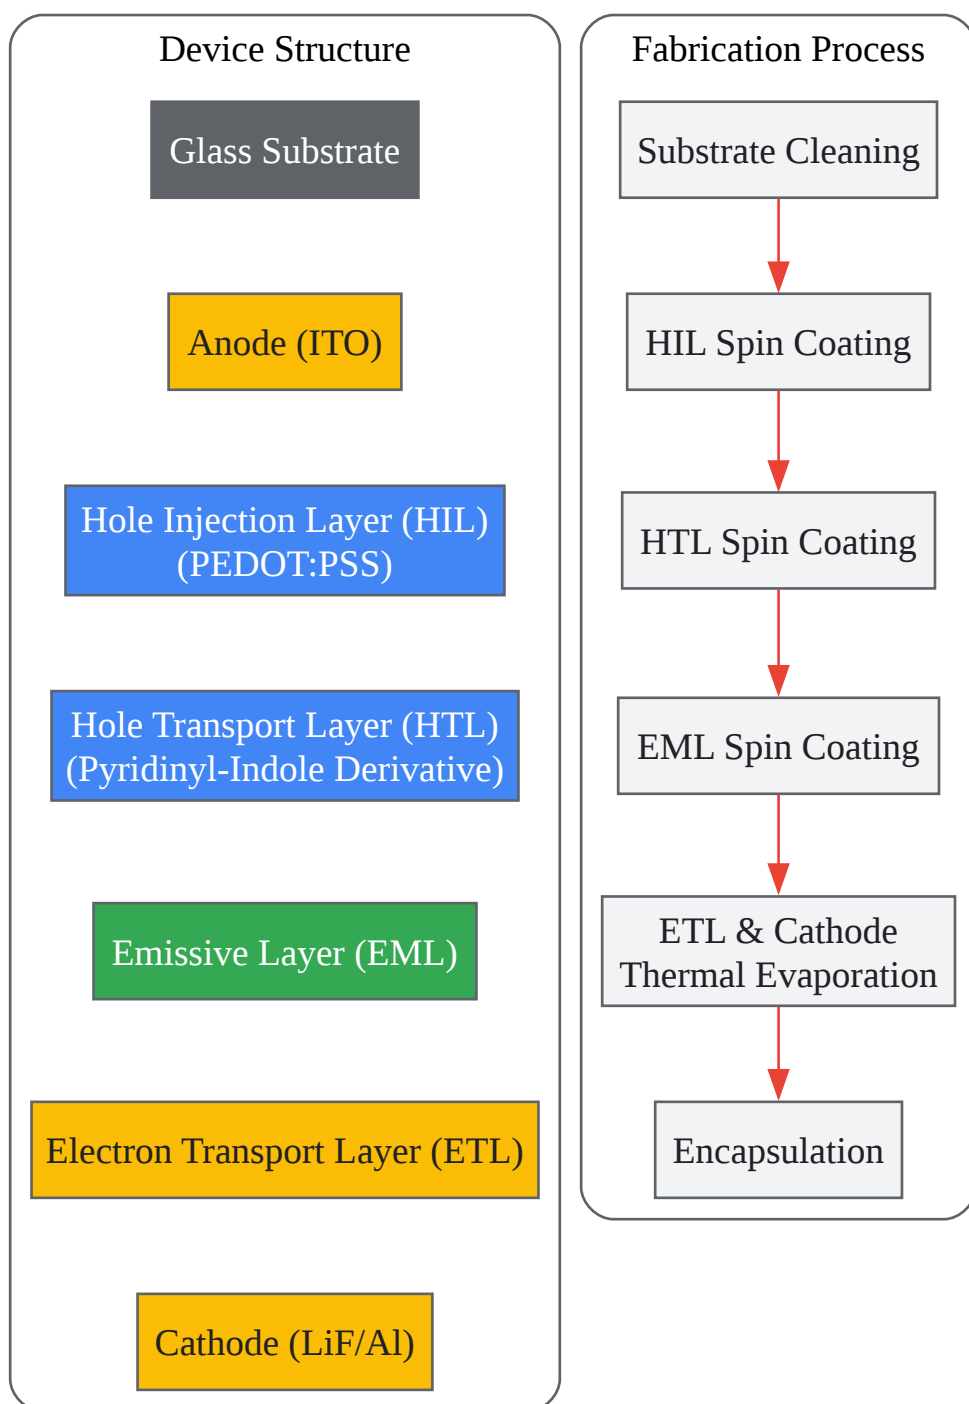 Device Structure
Glass Substrate
Anode (ITO)
Hole Injection Layer (HIL)
(PEDOT:PSS)
Hole Transport Layer (HTL)
(Pyridinyl-Indole Derivative)
Emissive Layer (EML)
Electron Transport Layer (ETL)
Cathode (LiF/Al)
Fabrication Process
Substrate Cleaning
HIL Spin Coating
HTL Spin Coating
EML Spin Coating
ETL & Cathode
Thermal Evaporation
Encapsulation